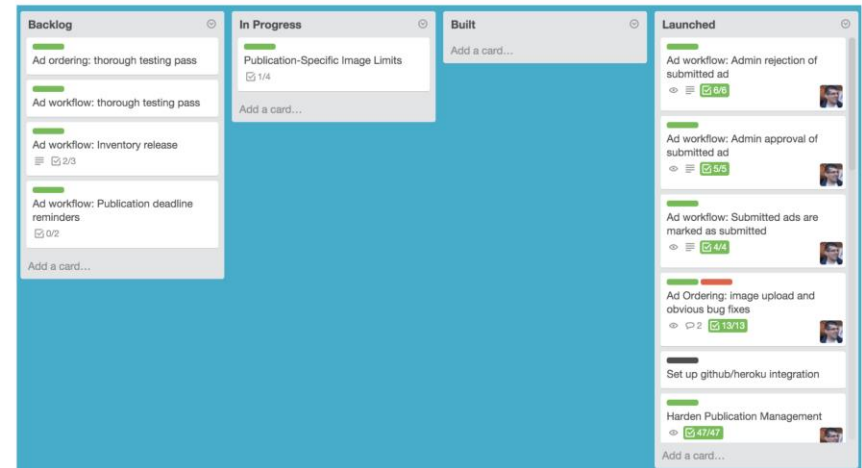 Backlog
Ad ordering: thorough testing pass
Ad workflow: thorough testing pass
Ad workflow: Inventory release
2/3
Ad workflow: Publication deadline
reminders
0/2
Add a card…
In Progress
Publication-Specific Image Limits
1/4
Add a card…
Built
Add a card…
Launched
Ad workflow: Admin rejection of
submitted ad
6/6
Ad workflow: Admin approval of
submitted ad
5/5
Ad workflow: Submitted ads are
marked as submitted
4/4
Ad Ordering: image upload and
obvious bug fixes
2 13/13
Set up github/heroku integration
Harden Publication Management
47/47
Add a card…